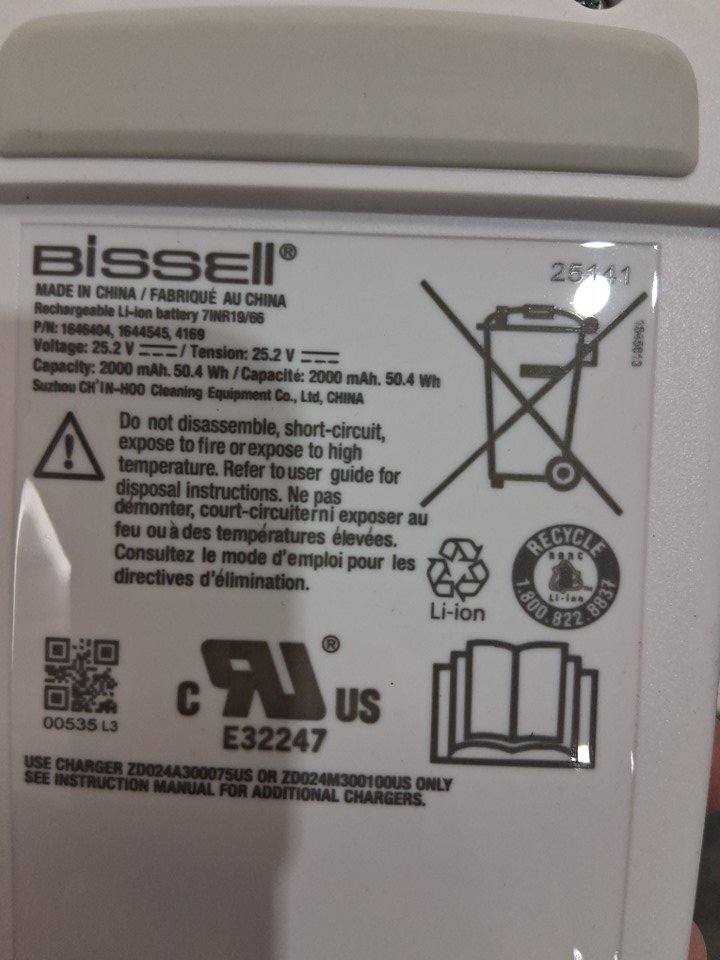 BISSELL®
25141
MADE IN CHINA / FABRIQUÉ AU CHINA
Rechargeable Li-ion battery 7INR19/66
P/N: 1646404, 1644545, 4169
Voltage: 25.2 V / Tension: 25.2 V
Capacity: 2000 mAh. 50.4 Wh / Capacité: 2000 mAh. 50.4 Wh
Suzhou CH'IN-HOO Cleaning Equipment Co., Ltd, CHINA
Do not disassemble, short-circuit,
expose to fire or expose to high
temperature. Refer to user guide for
disposal instructions. Ne pas
démonter, court-circuiter ni exposer au
feu ou à des températures élevées.
Consultez le mode d'emploi pour les
directives d'élimination.
Li-ion
RECYCLE
RBRC
Li-ion
1.800.822.8837
00535 L3
C RU® US
E32247
USE CHARGER ZD024A300075US OR ZD024M300100US ONLY
SEE INSTRUCTION MANUAL FOR ADDITIONAL CHARGERS.